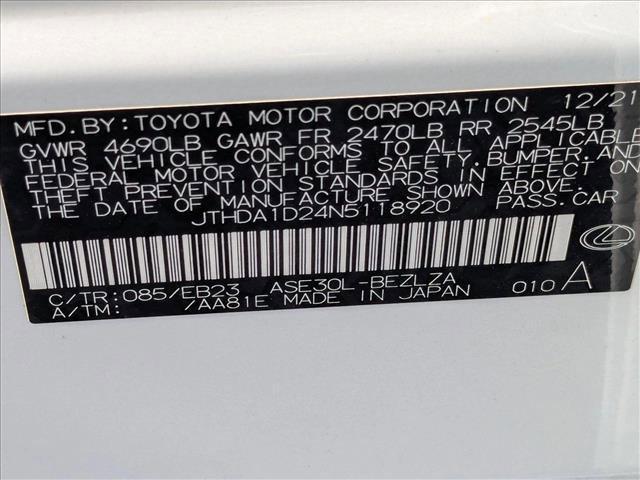 MFD.BY:TOYOTA MOTOR CORPORATION 12/21
GVWR 4690LB GAWR FR 2470LB RR 2545LB
THIS VEHICLE CONFORMS TO ALL APPLICABLE
FEDERAL MOTOR VEHICLE SAFETY,BUMPER,AND
THEFT PREVENTION STANDARDS IN EFFECT ON
THE DATE OF MANUFACTURE SHOWN ABOVE.
JTHDA1D24N5118920 PASS.CAR
C/TR:085/EB23 ASE30L-BEZLZA
A/TM: /AA81E MADE IN JAPAN 010 A